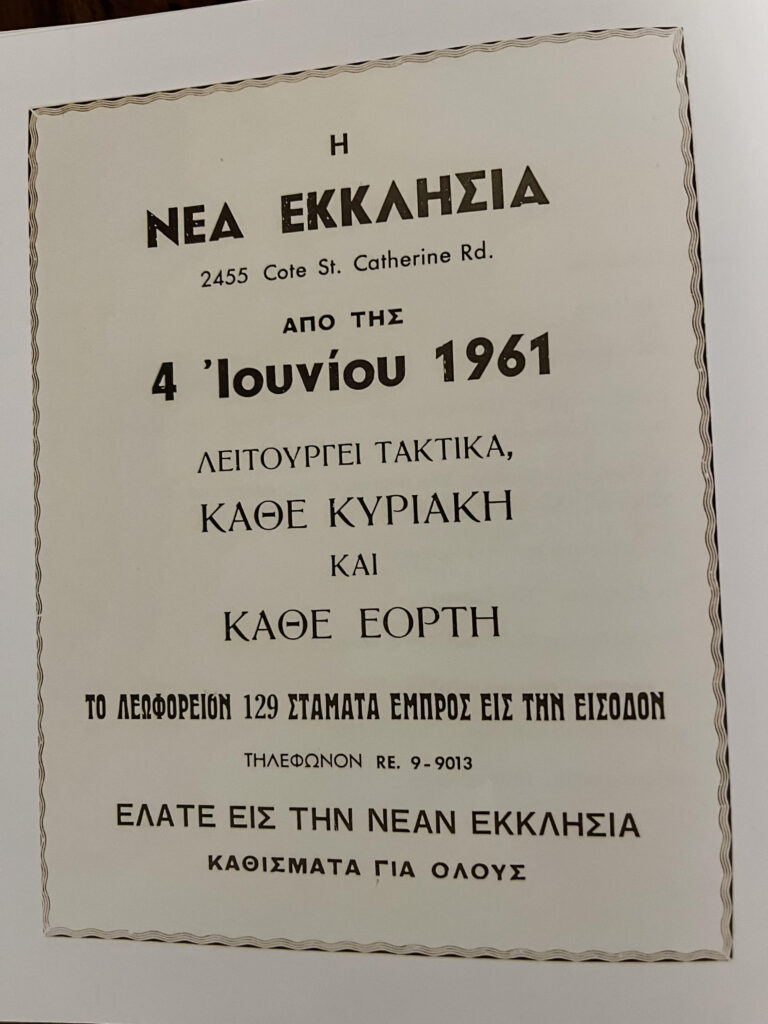 Η
ΝΕΑ ΕΚΚΛΗΣΙΑ
2455 Cote St. Catherine Rd.
ΑΠΟ ΤΗΣ
4 Ἰουνίου 1961
ΛΕΙΤΟΥΡΓΕΙ ΤΑΚΤΙΚΑ,
ΚΑΘΕ ΚΥΡΙΑΚΗ
ΚΑΙ
ΚΑΘΕ ΕΟΡΤΗ
ΤΟ ΛΕΩΦΟΡΕΙΟΝ 129 ΣΤΑΜΑΤΑ ΕΜΠΡΟΣ ΕΙΣ ΤΗΝ ΕΙΣΟΔΟΝ
ΤΗΛΕΦΩΝΟΝ RE. 9-9013
ΕΛΑΤΕ ΕΙΣ ΤΗΝ ΝΕΑΝ ΕΚΚΛΗΣΙΑ
ΚΑΘΙΣΜΑΤΑ ΓΙΑ ΟΛΟΥΣ